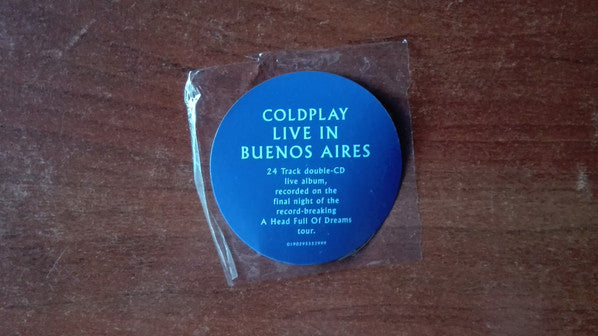 COLDPLAY
LIVE IN
BUENOS AIRES
24 Track double-CD
live album,
recorded on the
final night of the
record-breaking
A Head Full Of Dreams
tour.